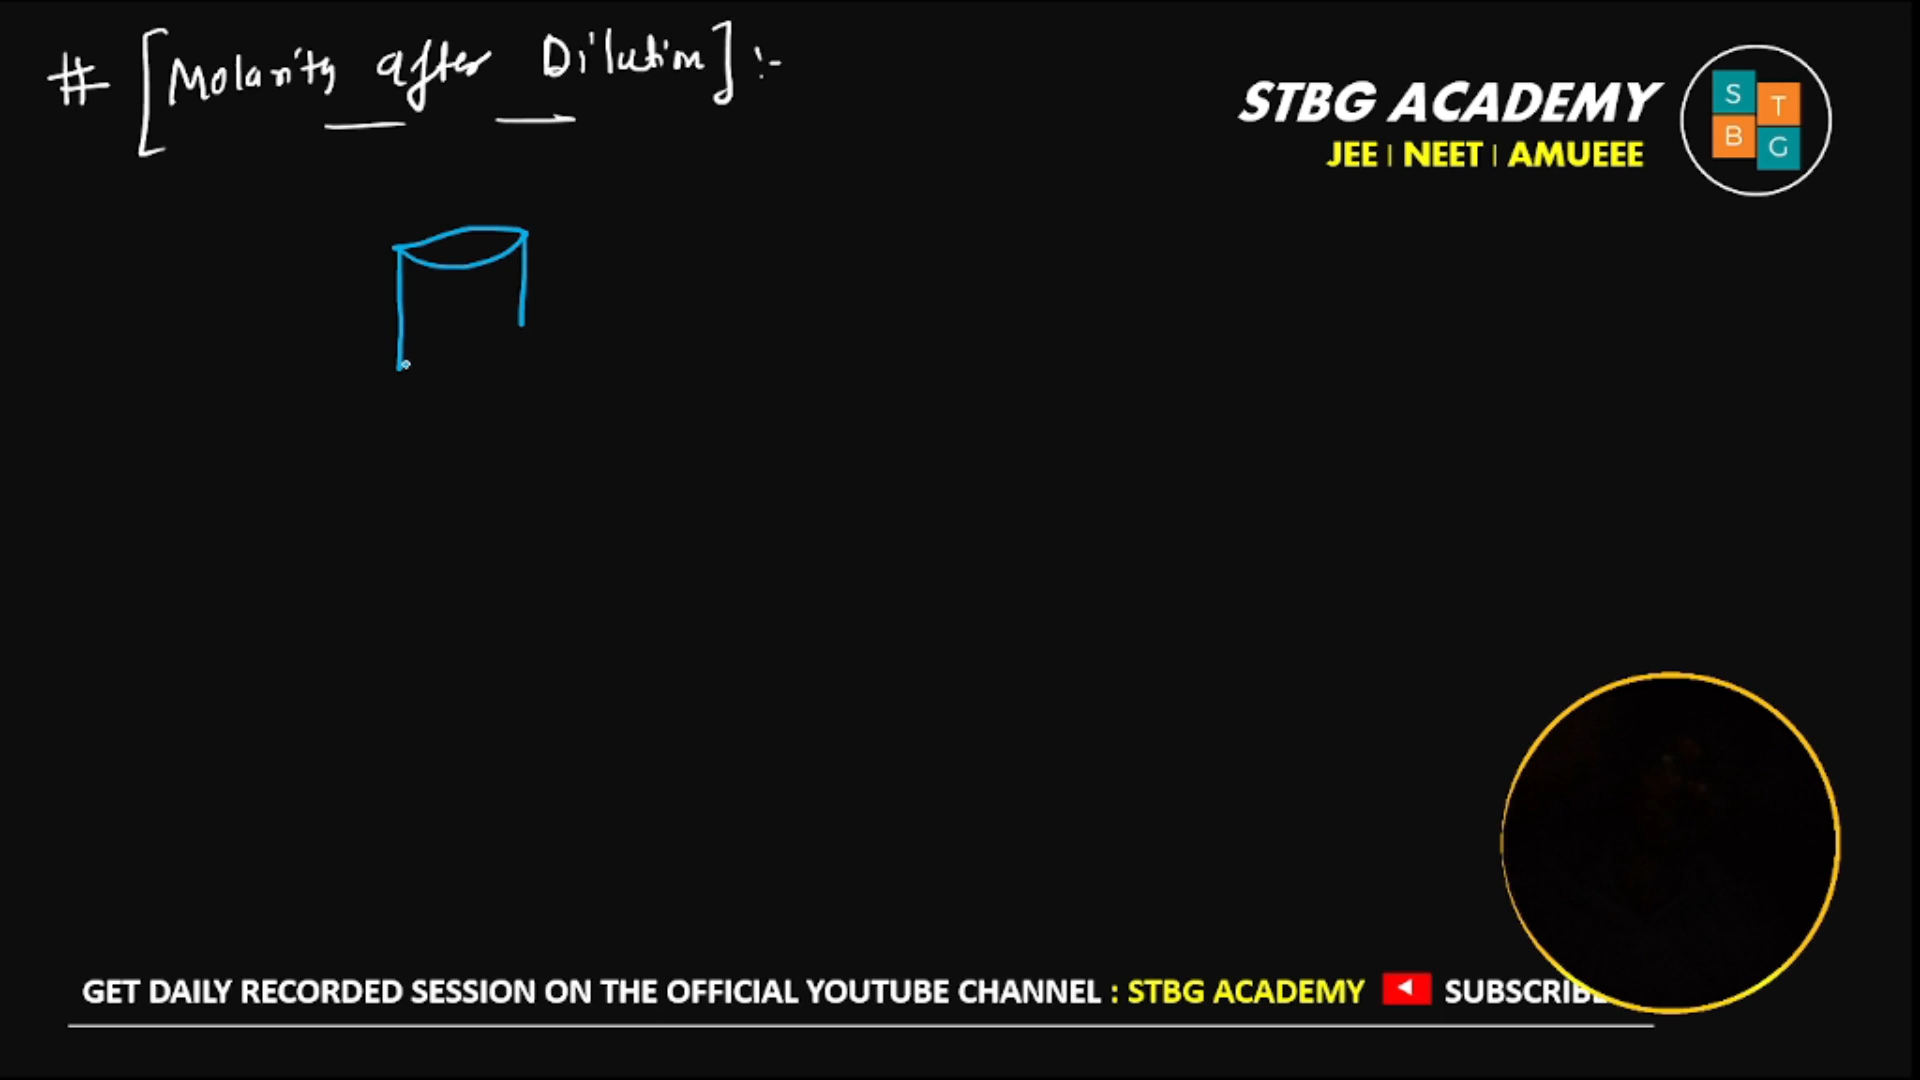 # [Molarity after Dilution] :-
STBG ACADEMY
JEE | NEET | AMUEEE
S T
B G
GET DAILY RECORDED SESSION ON THE OFFICIAL YOUTUBE CHANNEL : STBG ACADEMY SUBSCRIBE